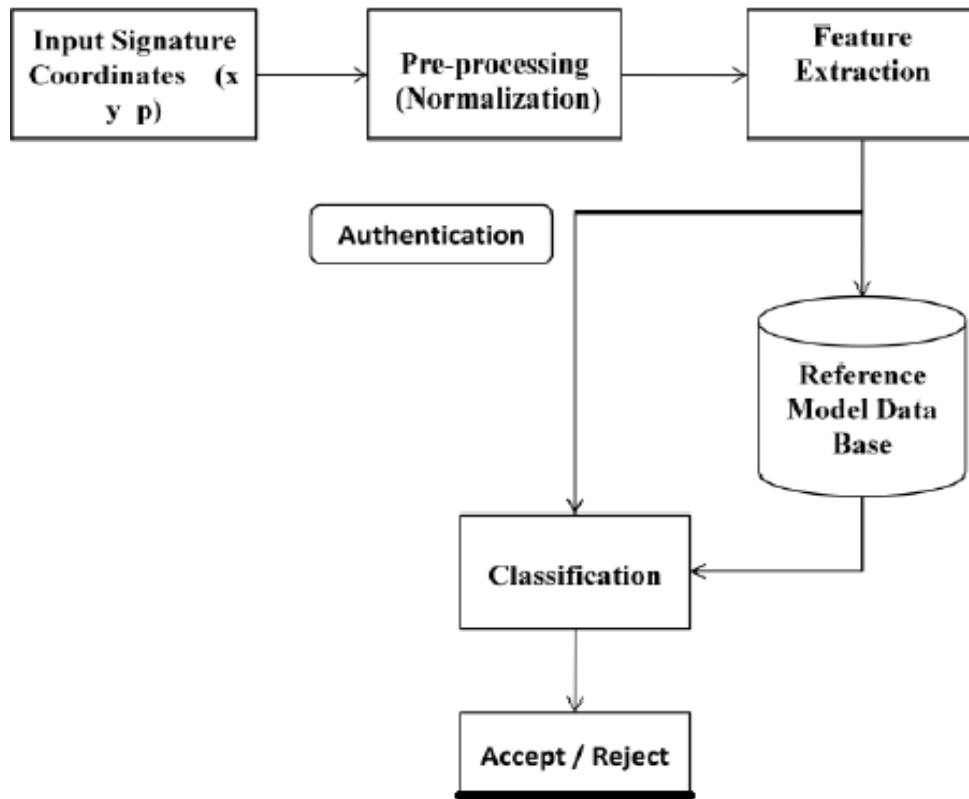 Input Signature
Coordinates (x
y p)
Pre-processing
(Normalization)
Feature
Extraction
Authentication
Reference
Model Data
Base
Classification
Accept / Reject